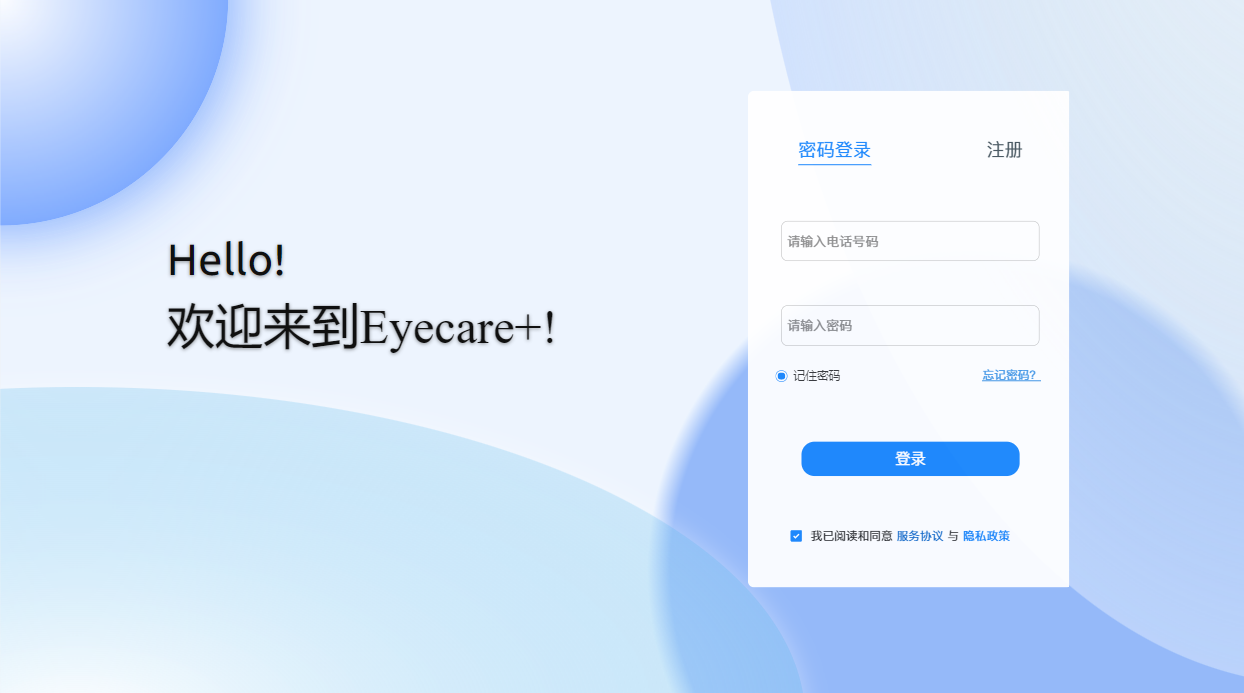 Hello!
欢迎来到Eyecare+!
密码登录 注册
请输入电话号码
请输入密码
记住密码 忘记密码？
登录
我已阅读和同意 服务协议 与 隐私政策